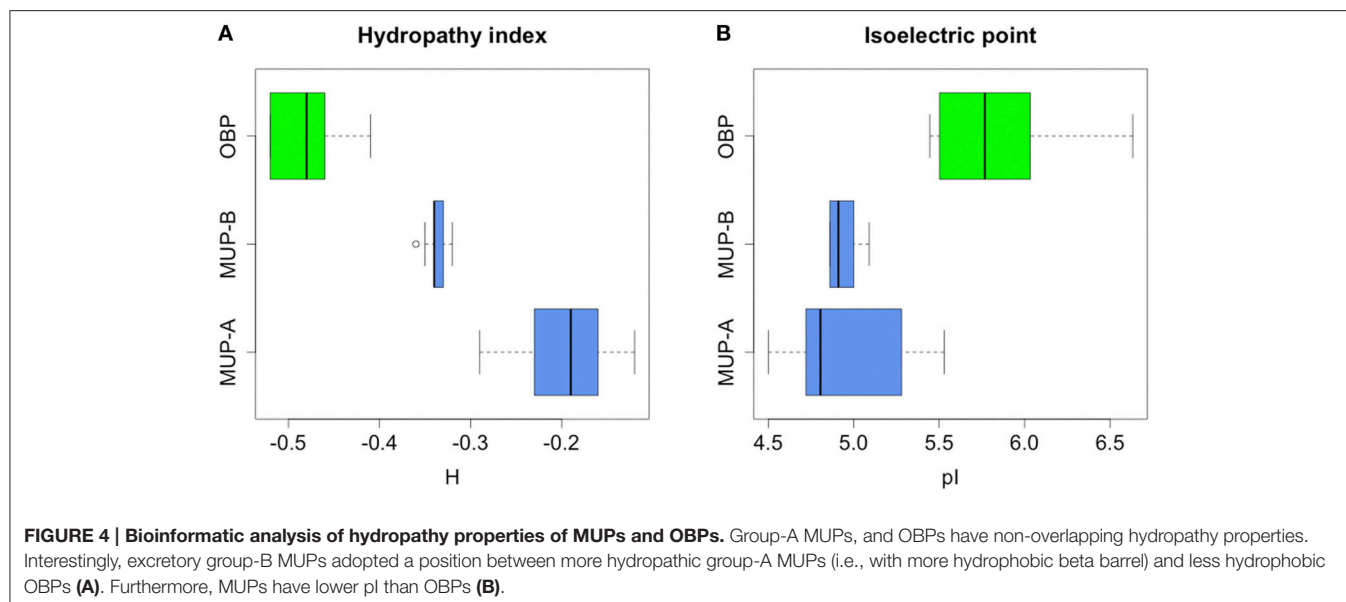 A Hydropathy index
B Isoelectric point
OBP
MUP-B
MUP-A
-0.5 -0.4 -0.3 -0.2
H
OBP
MUP-B
MUP-A
4.5 5.0 5.5 6.0 6.5
pI
FIGURE 4 | Bioinformatic analysis of hydropathy properties of MUPs and OBPs. Group-A MUPs, and OBPs have non-overlapping hydropathy properties.
Interestingly, excretory group-B MUPs adopted a position between more hydropathic group-A MUPs (i.e., with more hydrophobic beta barrel) and less hydrophobic
OBPs (A). Furthermore, MUPs have lower pI than OBPs (B).